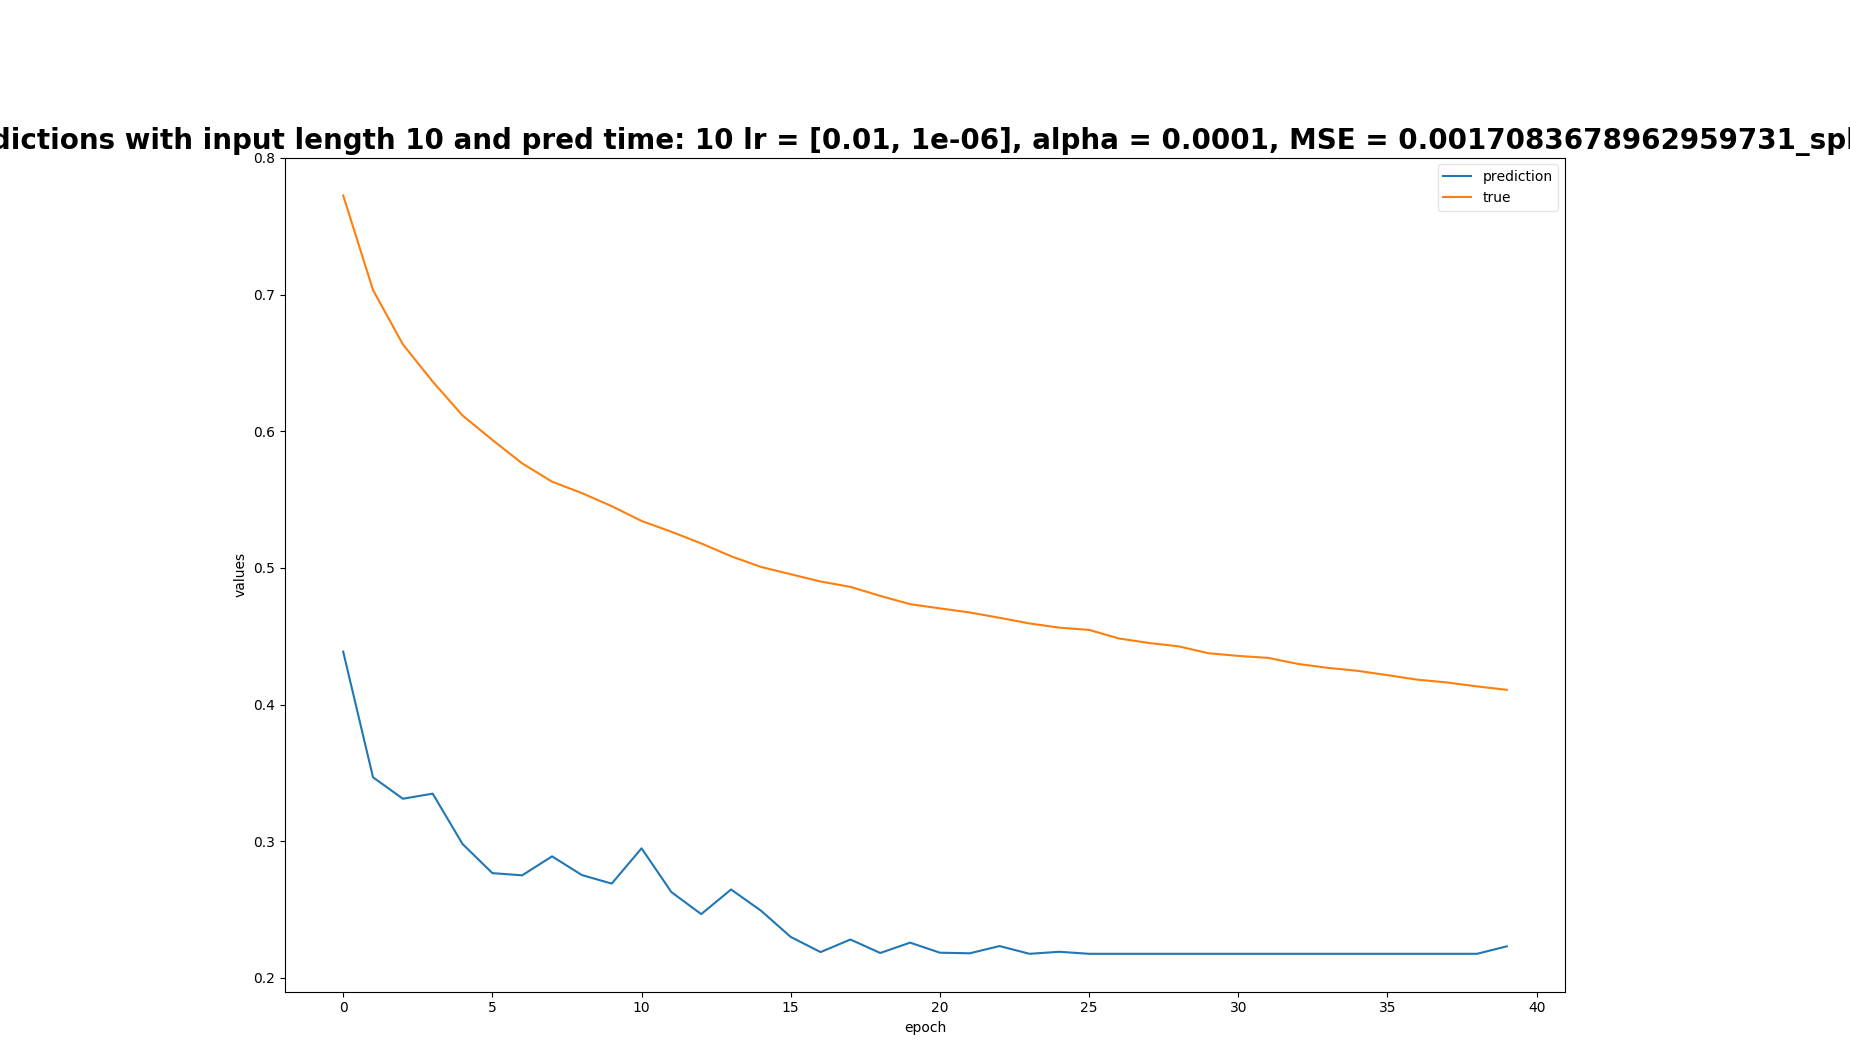 dictions with input length 10 and pred time: 10 lr = [0.01, 1e-06], alpha = 0.0001, MSE = 0.0017083678962959731_spl
prediction
true
0.8
0.7
0.6
0.5
0.4
0.3
0.2
values
0 5 10 15 20 25 30 35 40
epoch